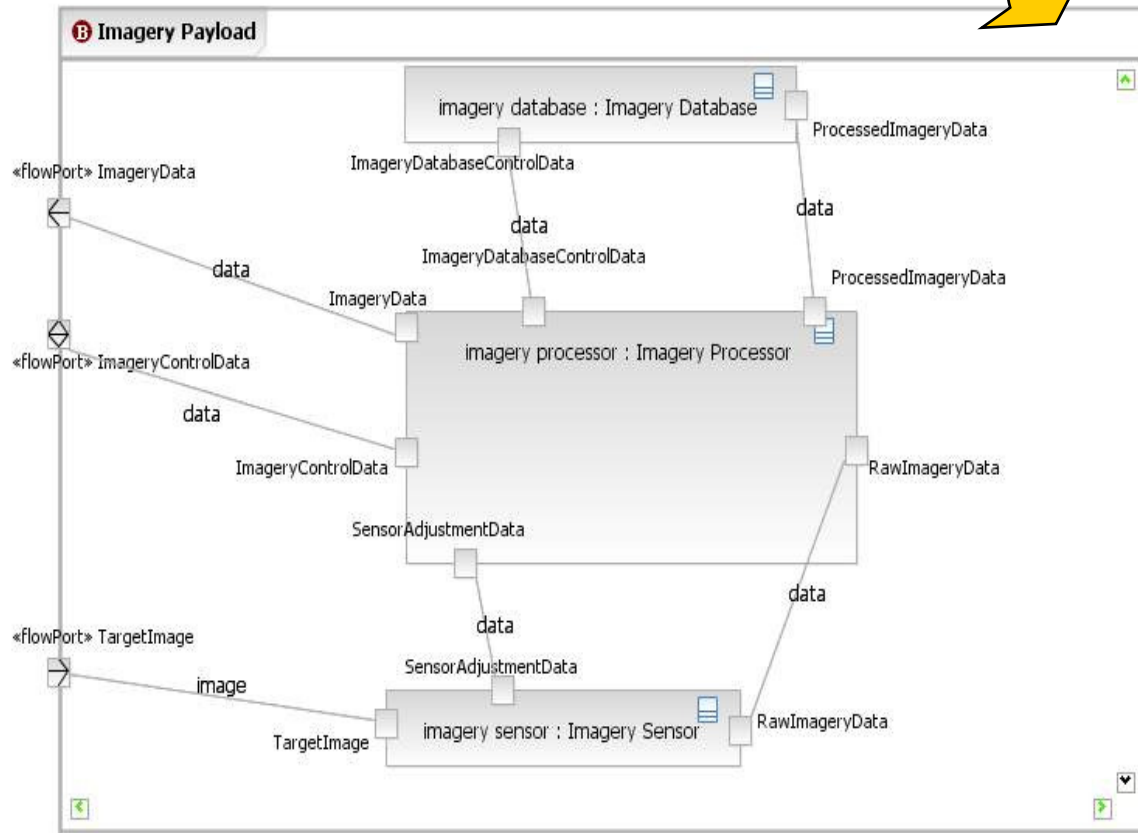 B Imagery Payload
imagery database : Imagery Database
ProcessedImageryData
ImageryDatabaseControlData
«flowPort» ImageryData
data
data
ImageryDatabaseControlData
data
ProcessedImageryData
ImageryData
imagery processor : Imagery Processor
«flowPort» ImageryControlData
data
ImageryControlData
RawImageryData
SensorAdjustmentData
data
data
«flowPort» TargetImage
SensorAdjustmentData
image
imagery sensor : Imagery Sensor
RawImageryData
TargetImage